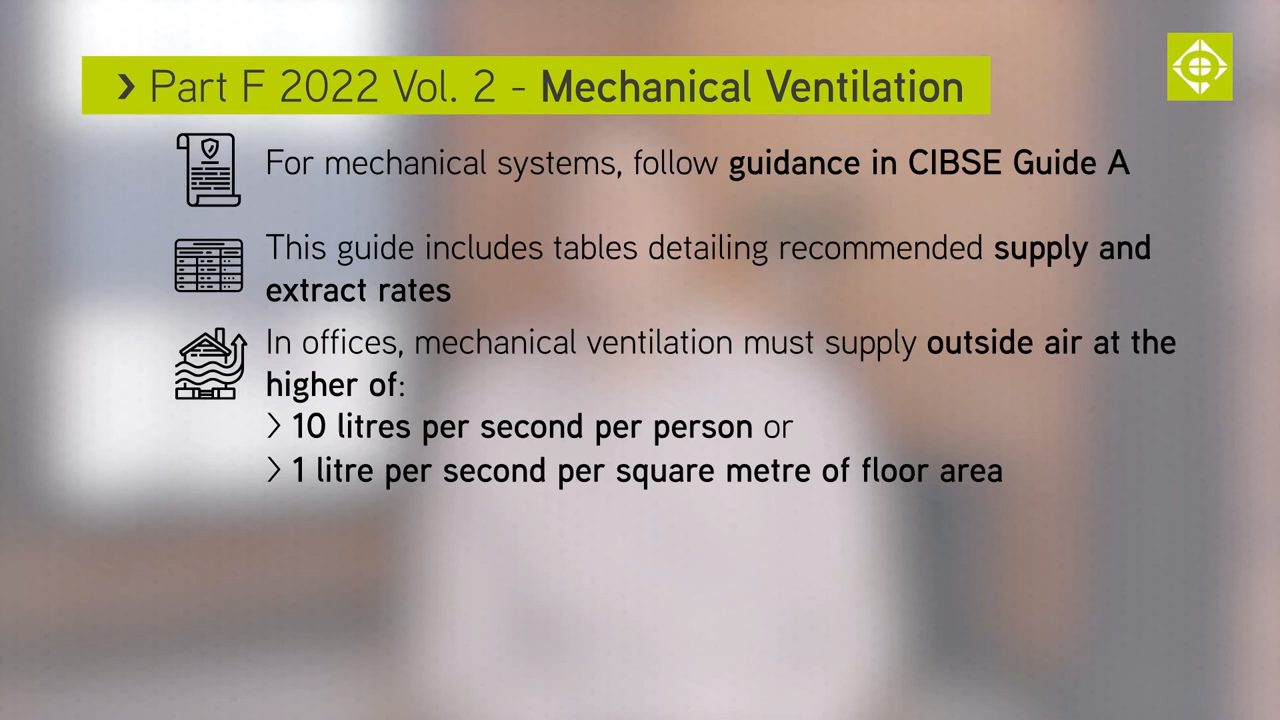 › Part F 2022 Vol. 2 - Mechanical Ventilation
For mechanical systems, follow guidance in CIBSE Guide A
This guide includes tables detailing recommended supply and
extract rates
In offices, mechanical ventilation must supply outside air at the
higher of:
› 10 litres per second per person or
› 1 litre per second per square metre of floor area